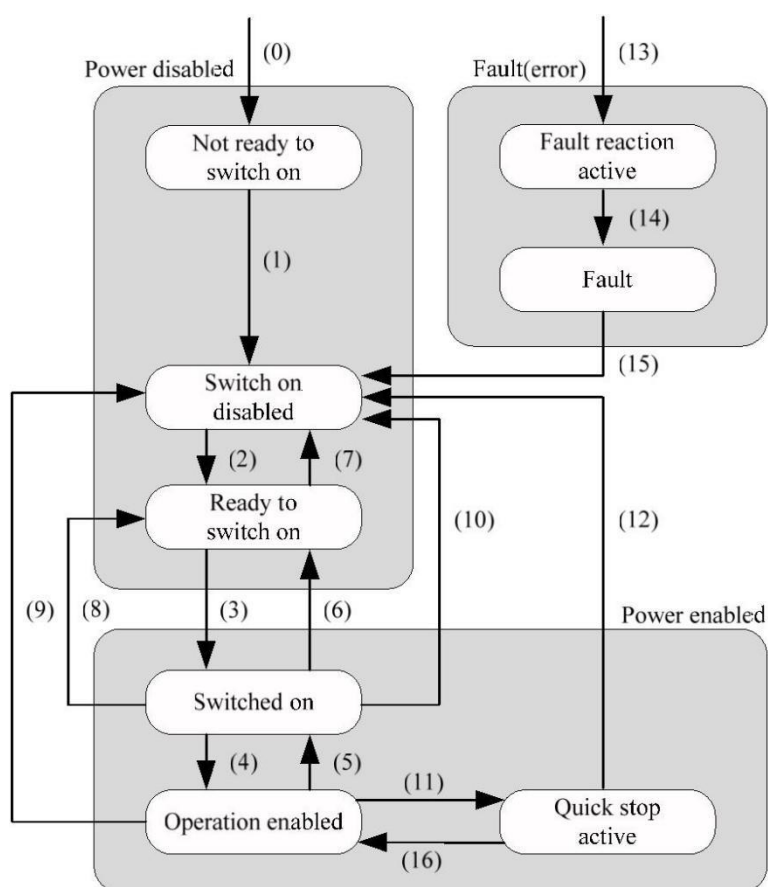 (0)
(13)
Power disabled
Fault(error)
Not ready to
switch on
Fault reaction
active
(14)
(1)
Fault
(15)
Switch on
disabled
(2)
(7)
Ready to
switch on
(10)
(12)
(9)
(8)
(3)
(6)
Power enabled
Switched on
(4)
(5)
(11)
Operation enabled
Quick stop
active
(16)